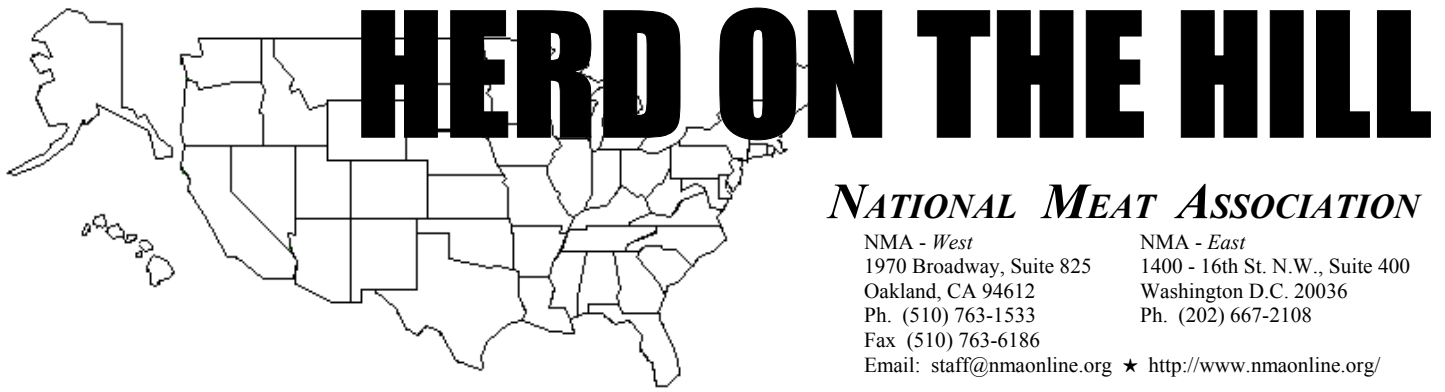 HERD ON THE HILL
NATIONAL MEAT ASSOCIATION
NMA - West
1970 Broadway, Suite 825
Oakland, CA 94612
Ph. (510) 763-1533
Fax (510) 763-6186
NMA - East
1400 - 16th St. N.W., Suite 400
Washington D.C. 20036
Ph. (202) 667-2108
Email: staff@nmaonline.org ★ http://www.nmaonline.org/